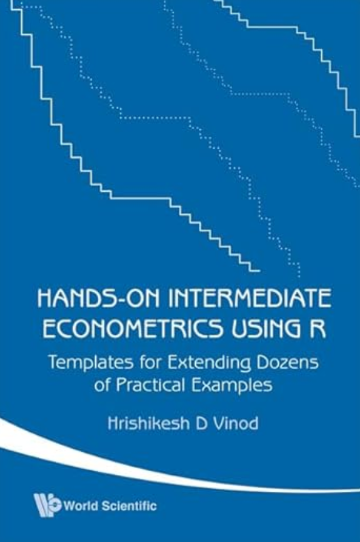 HANDS-ON INTERMEDIATE
ECONOMETRICS USING R
Templates for Extending Dozens
of Practical Examples
Hrishikesh D Vinod
World Scientific